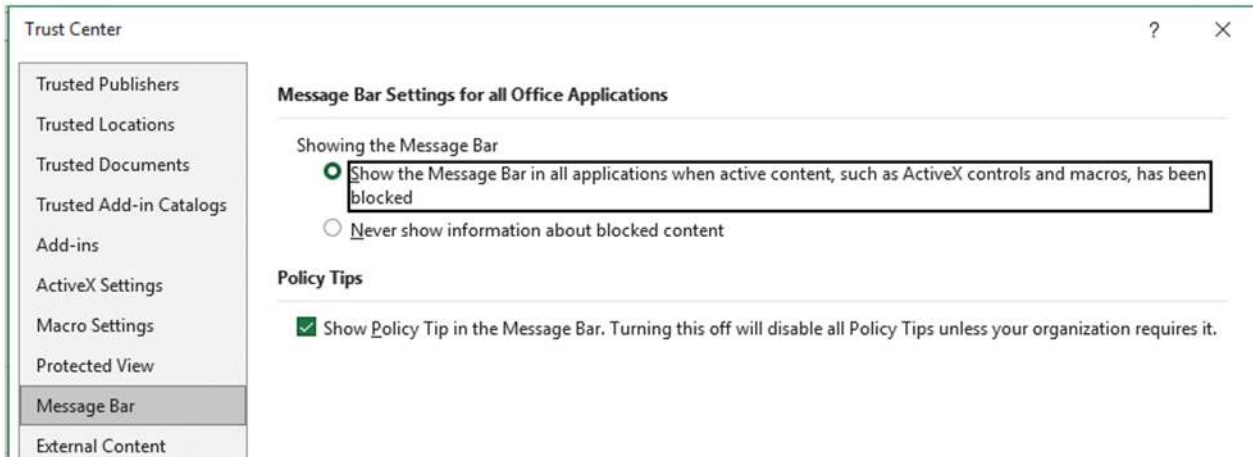 Trust Center
?
Trusted Publishers
Trusted Locations
Trusted Documents
Trusted Add-in Catalogs
Add-ins
ActiveX Settings
Macro Settings
Protected View
Message Bar
External Content
Message Bar Settings for all Office Applications
Showing the Message Bar
Show the Message Bar in all applications when active content, such as ActiveX controls and macros, has been
blocked
Never show information about blocked content
Policy Tips
Show Policy Tip in the Message Bar. Turning this off will disable all Policy Tips unless your organization requires it.